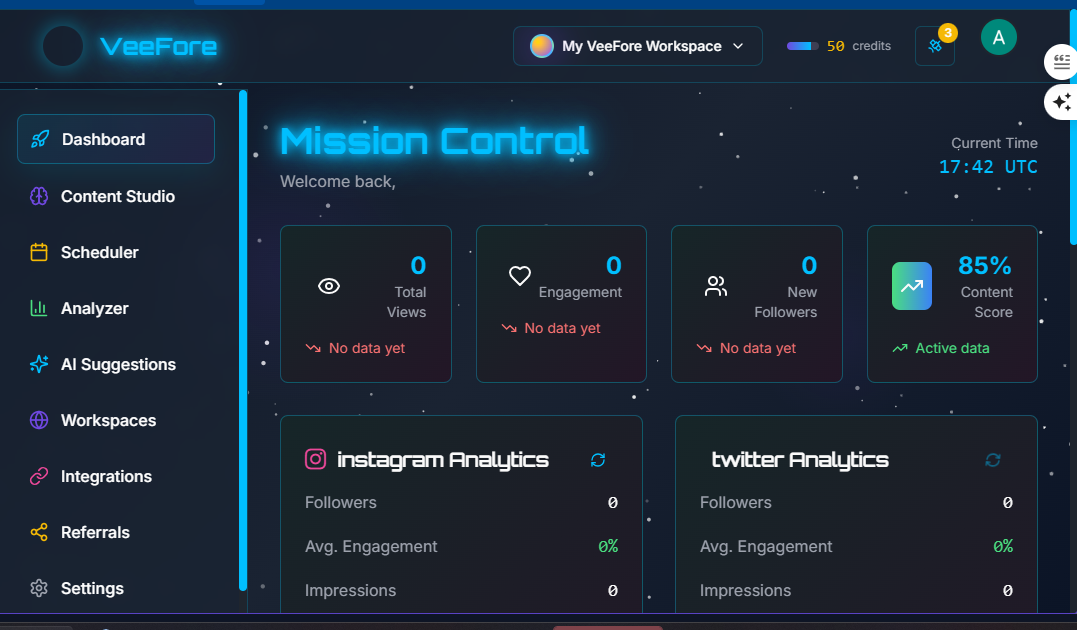 VeeFore
My VeeFore Workspace
50 credits
3
A
Dashboard
Content Studio
Scheduler
Analyzer
AI Suggestions
Workspaces
Integrations
Referrals
Settings
Mission Control
Welcome back,
Current Time
17:42 UTC
0
Total
Views
No data yet
0
Engagement
No data yet
0
New
Followers
No data yet
85%
Content
Score
Active data
instagram Analytics
Followers 0
Avg. Engagement 0%
Impressions 0
twitter Analytics
Followers 0
Avg. Engagement 0%
Impressions 0